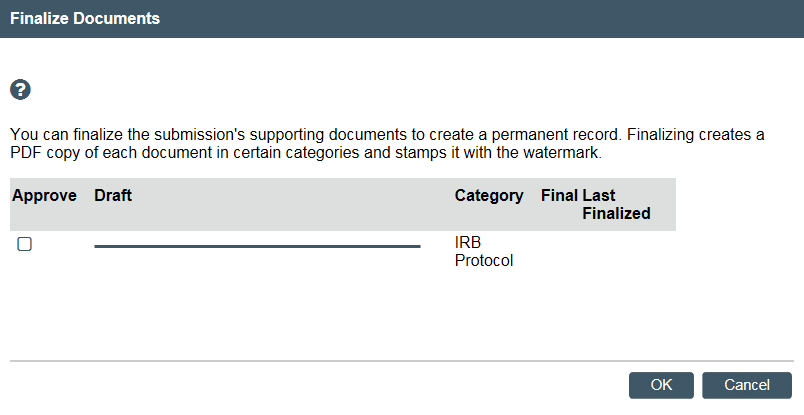 Finalize Documents
?
You can finalize the submission's supporting documents to create a permanent record. Finalizing creates a
PDF copy of each document in certain categories and stamps it with the watermark.
Approve Draft Category Final Last
Finalized
IRB
Protocol
OK Cancel